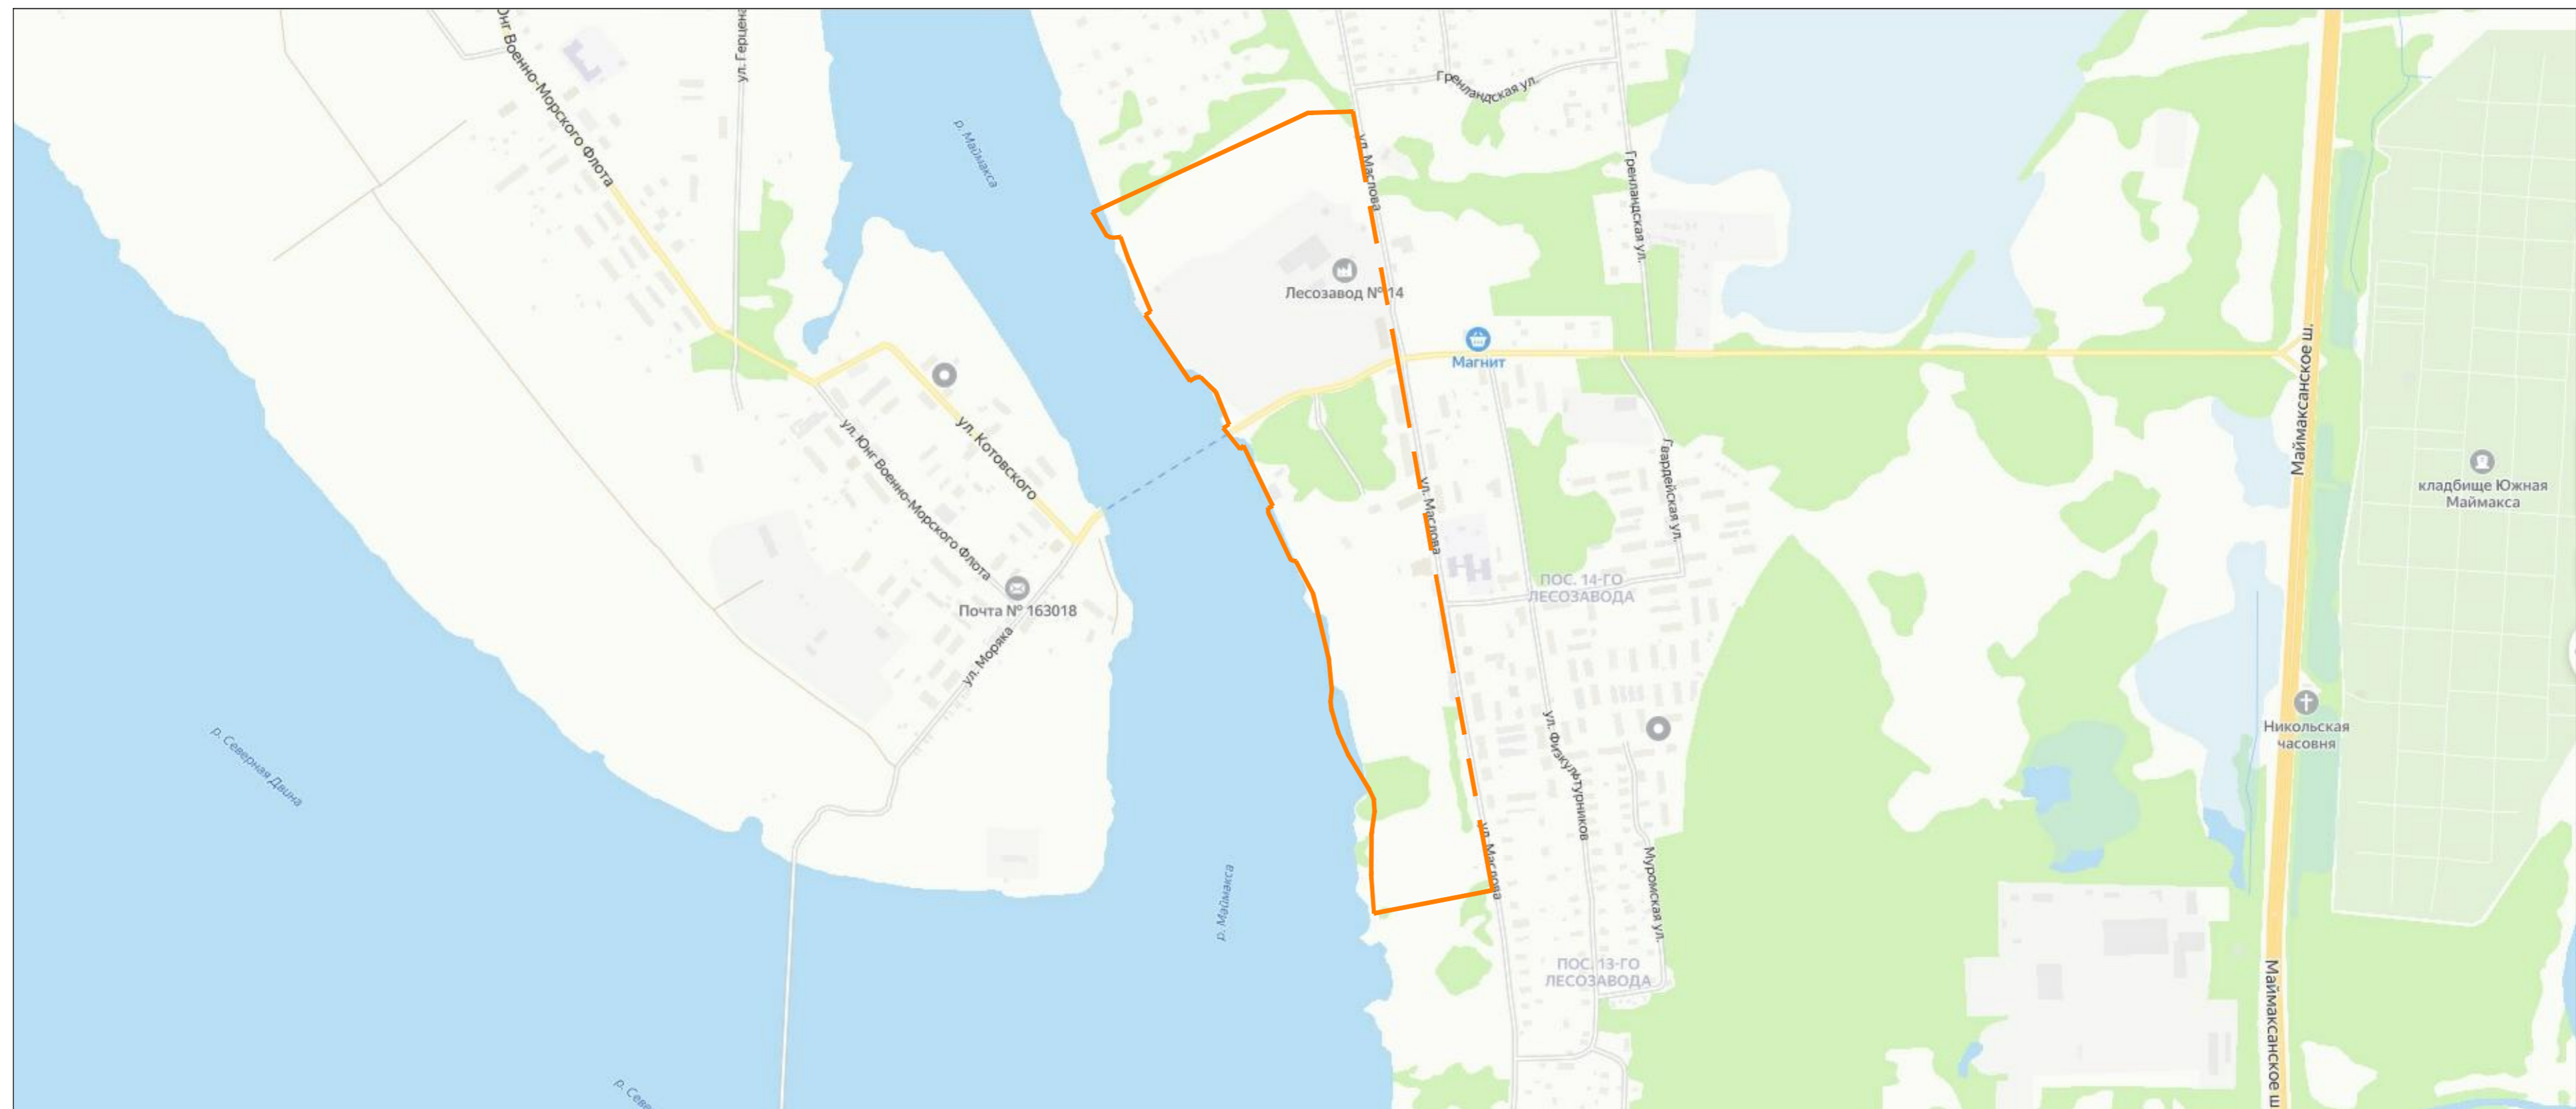 Юнг Военно-Морского Флота
ул. Герцена
р. Маймакса
ул. Маслова
Гренландская ул.
Гренландская ул.
Лесозавод № 14
Магнит
Маймаксанское ш.
ул. Котовского
ул. Юнг Военно-Морского Флота
ул. Маслова
Гвардейская ул.
кладбище Южная
Маймакса
ПОС. 14-ГО
ЛЕСОЗАВОДА
Почта № 163018
ул. Моряка
ул. Физкультурников
Никольская
часовня
р. Северная Двина
ул. Маслова
Муромская ул.
р. Маймакса
ПОС. 13-ГО
ЛЕСОЗАВОДА
Маймаксанское ш
р. Севе